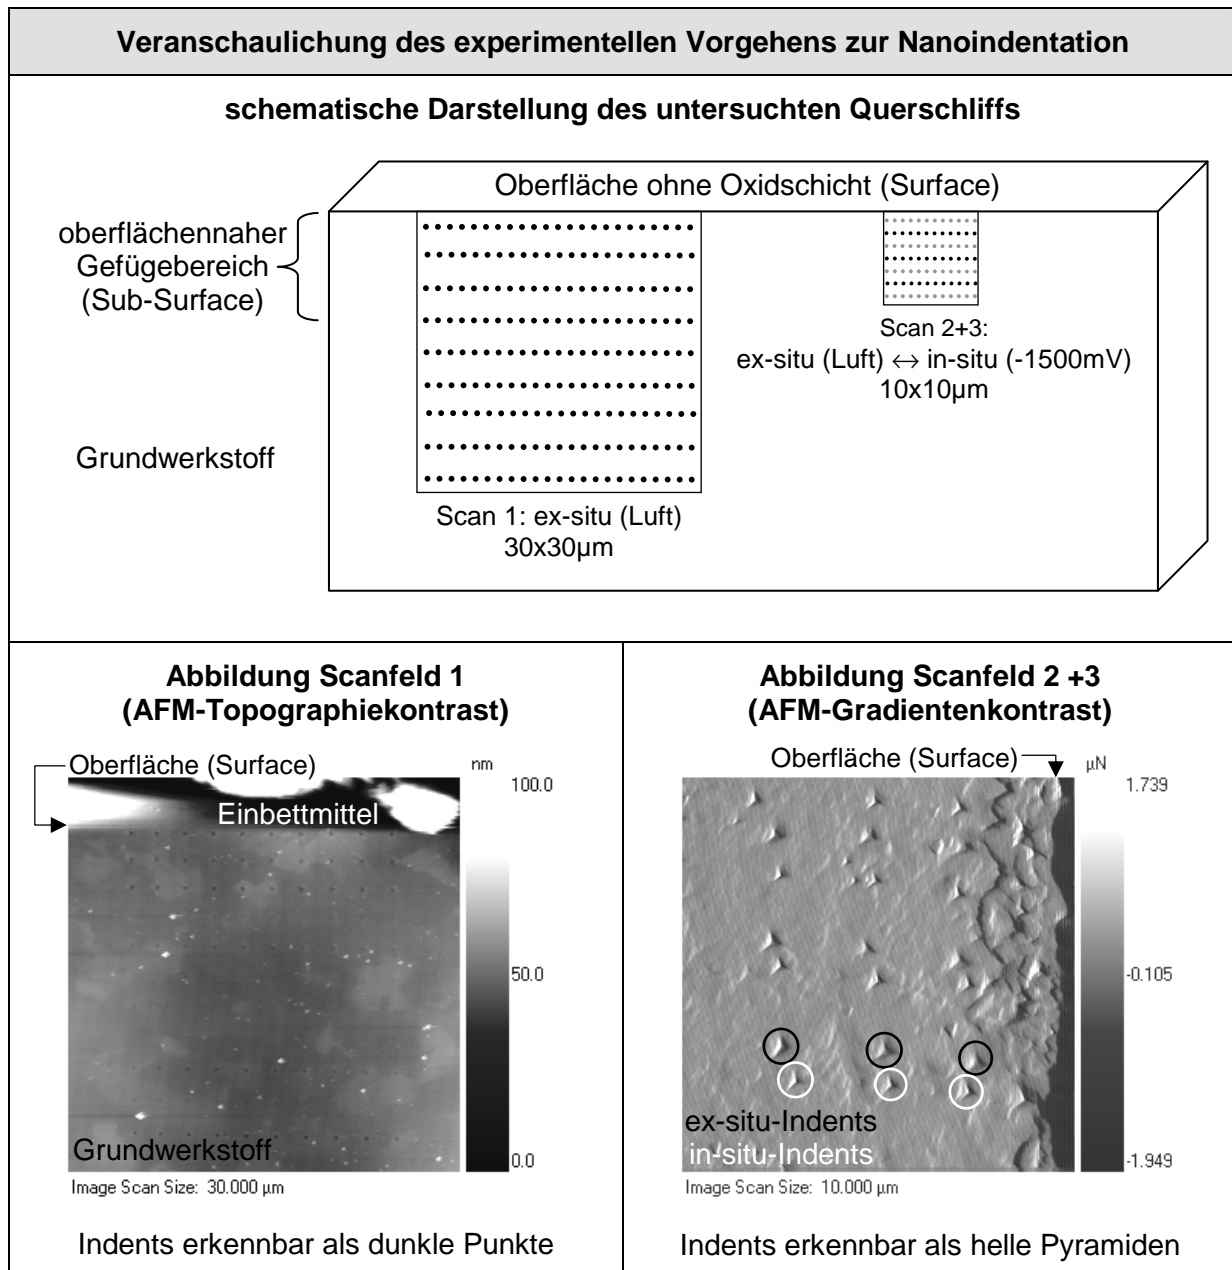 Veranschaulichung des experimentellen Vorgehens zur Nanoindentation
schematische Darstellung des untersuchten Querschliffs
Oberfläche ohne Oxidschicht (Surface)
oberflächennaher
Gefügebereich
(Sub-Surface)
Grundwerkstoff
Scan 1: ex-situ (Luft)
30x30µm
Scan 2+3:
ex-situ (Luft) ↔ in-situ (-1500mV)
10x10µm
Abbildung Scanfeld 1
(AFM-Topographiekontrast)
Oberfläche (Surface)
Einbettmittel
nm
100.0
50.0
0.0
Grundwerkstoff
Image Scan Size: 30.000 µm
Indents erkennbar als dunkle Punkte
Abbildung Scanfeld 2 +3
(AFM-Gradientenkontrast)
Oberfläche (Surface)
µN
1.739
-0.105
-1.949
ex-situ-Indents
in-situ-Indents
Image Scan Size: 10.000 µm
Indents erkennbar als helle Pyramiden